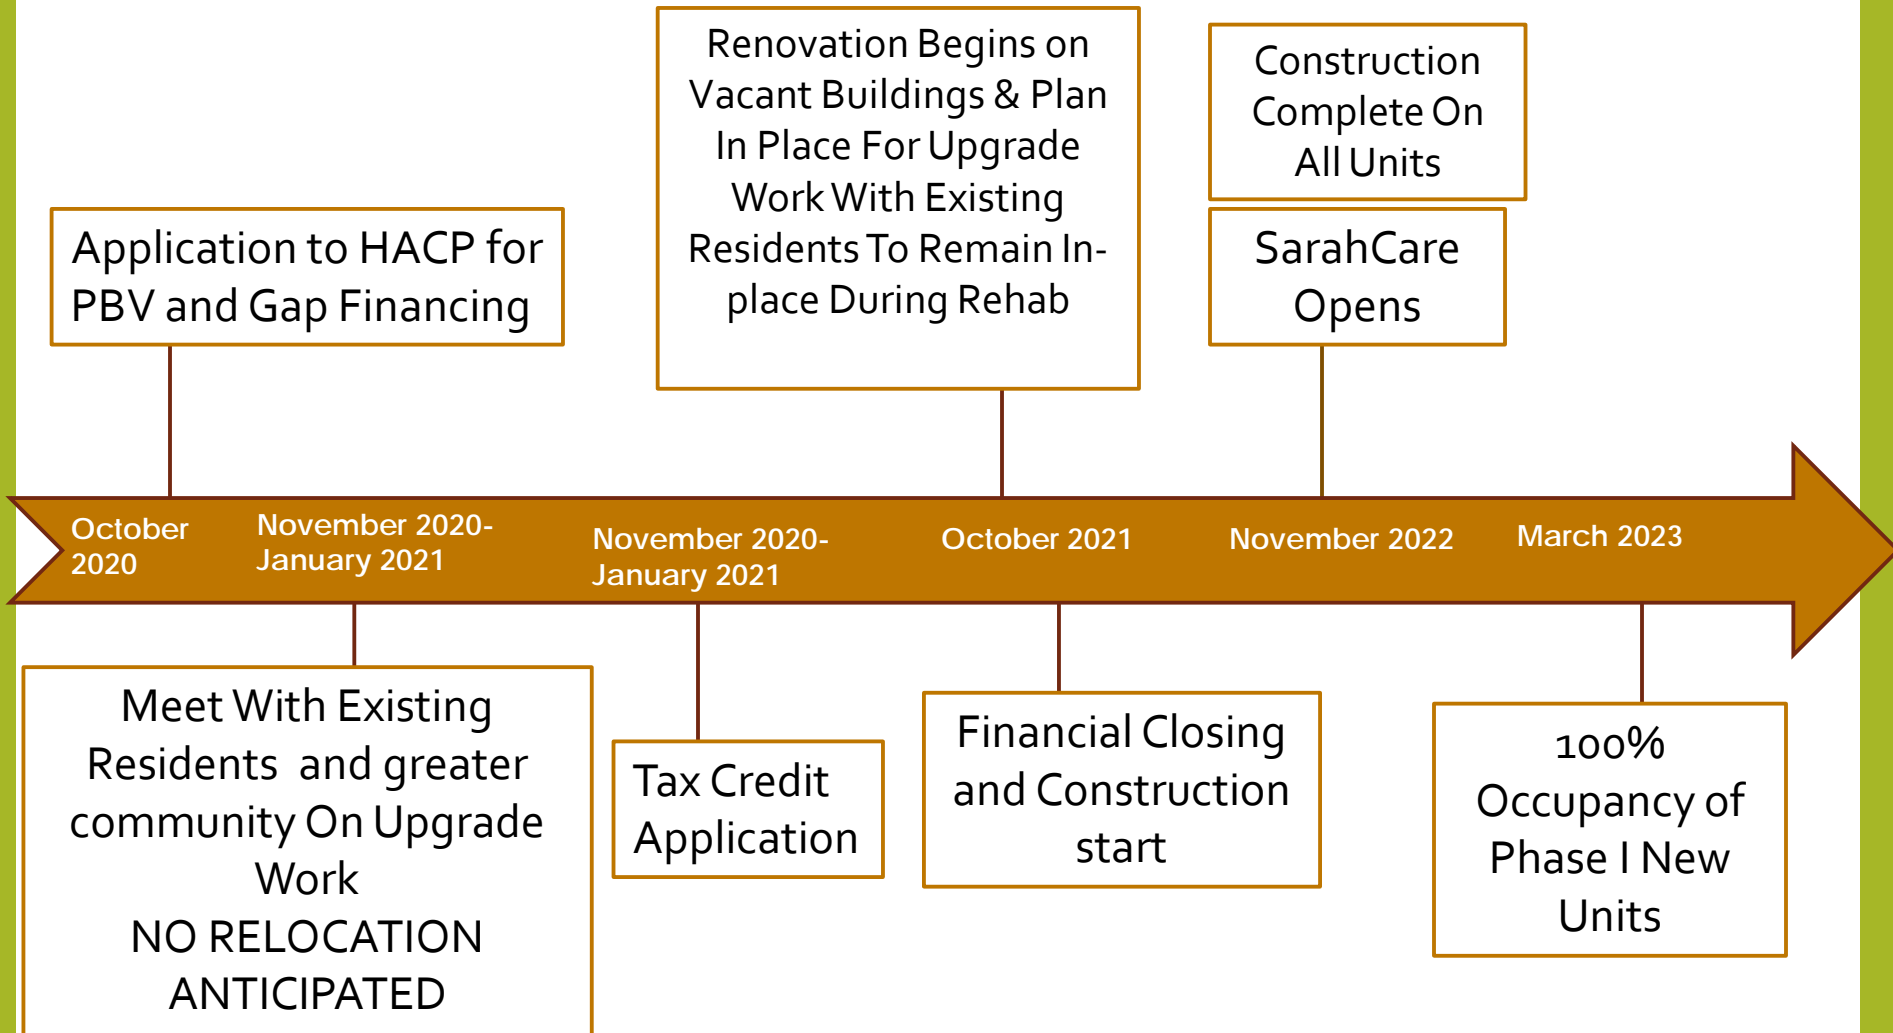 Renovation Begins on
Vacant Buildings & Plan
In Place For Upgrade
Work With Existing
Residents To Remain In-
place During Rehab
Construction
Complete On
All Units
Application to HACP for
PBV and Gap Financing
SarahCare
Opens
October
2020
November 2020-
January 2021
November 2020-
January 2021
October 2021
November 2022
March 2023
Meet With Existing
Residents and greater
community On Upgrade
Work
NO RELOCATION
ANTICIPATED
Tax Credit
Application
Financial Closing
and Construction
start
100%
Occupancy of
Phase I New
Units